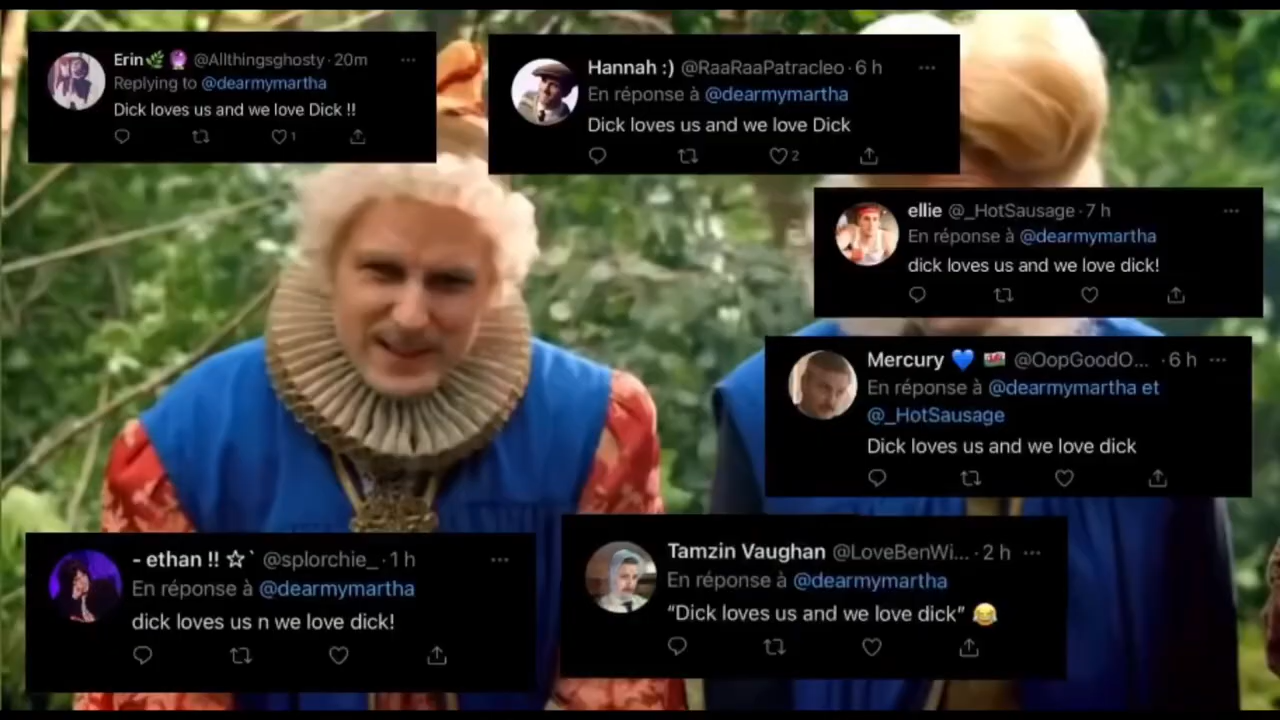 Erin🌿 🔮 @Allthingsghosty · 20m
Replying to @dearmymartha
Dick loves us and we love Dick !!
1
Hannah :) @RaaRaaPatracleo · 6 h
En réponse à @dearmymartha
Dick loves us and we love Dick
2
ellie @_HotSausage · 7 h
En réponse à @dearmymartha
dick loves us and we love dick!
Mercury 💙 🏴󠁧󠁢󠁷󠁬󠁳󠁿 @OopGoodO... · 6 h
En réponse à @dearmymartha et
@_HotSausage
Dick loves us and we love dick
- ethan !! ☆` @splorchie_ · 1 h
En réponse à @dearmymartha
dick loves us n we love dick!
Tamzin Vaughan @LoveBenWi... · 2 h
En réponse à @dearmymartha
“Dick loves us and we love dick” 😂